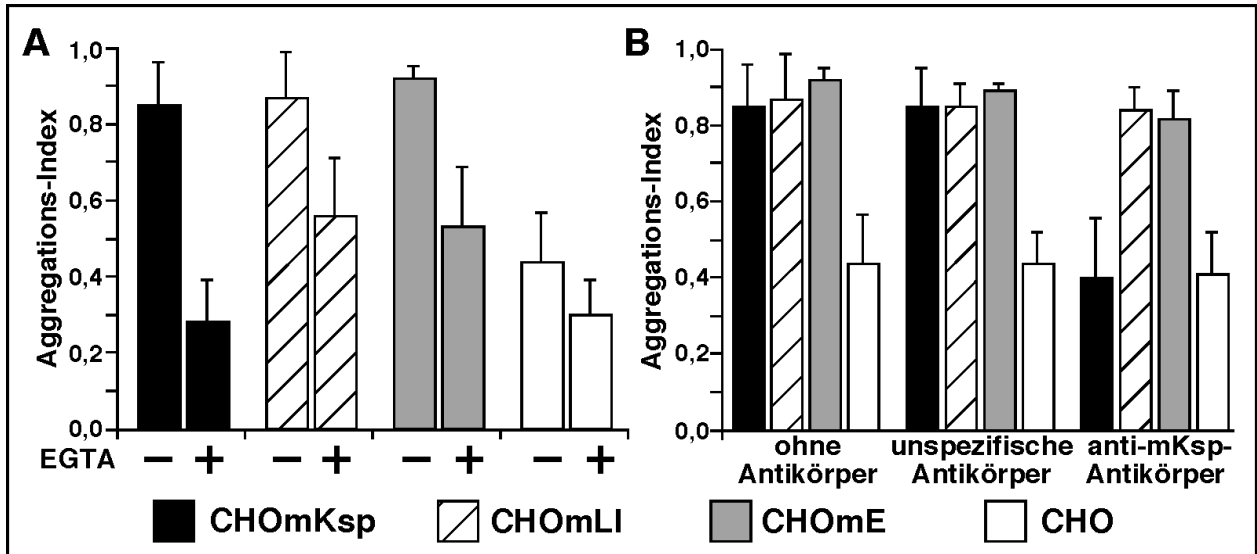 A
Aggregations-Index
1,0
0,8
0,6
0,4
0,2
0,0
EGTA − + − + − + − +
B
Aggregations-Index
1,0
0,8
0,6
0,4
0,2
0,0
ohne
Antikörper
unspezifische
Antikörper
anti-mKsp-
Antikörper
CHOmKsp
CHOmLI
CHOmE
CHO